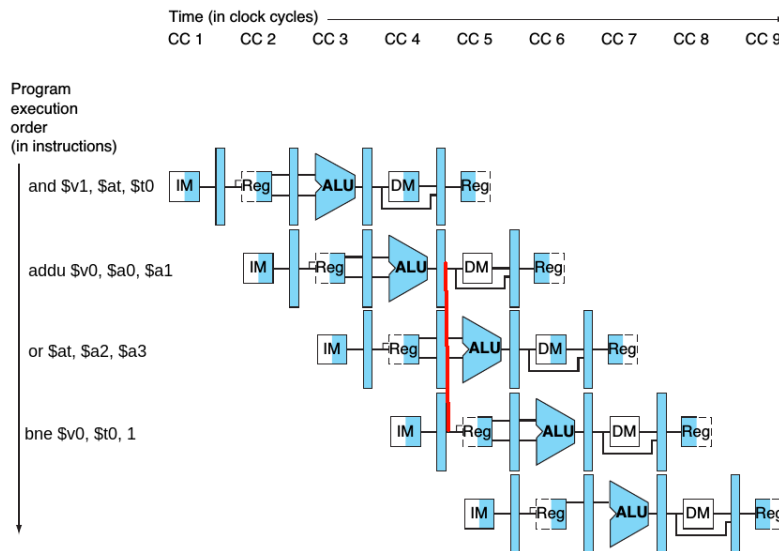 Time (in clock cycles)
CC 1 CC 2 CC 3 CC 4 CC 5 CC 6 CC 7 CC 8 CC 9
Program
execution
order
(in instructions)
and $v1, $at, $t0
IM Reg ALU DM Reg
addu $v0, $a0, $a1
IM Reg ALU DM Reg
or $at, $a2, $a3
IM Reg ALU DM Reg
bne $v0, $t0, 1
IM Reg ALU DM Reg
IM Reg ALU DM Reg